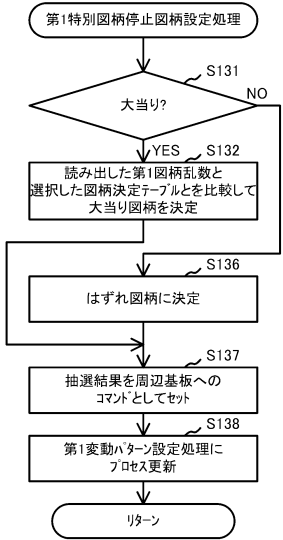 第1特別図柄停止図柄設定処理
S131
大当り?
NO
YES
S132
読み出した第1図柄乱数と
選択した図柄決定テーブルとを比較して
大当り図柄を決定
S136
はずれ図柄に決定
S137
抽選結果を周辺基板への
コマンドとしてセット
S138
第1変動パターン設定処理に
プロセス更新
リターン